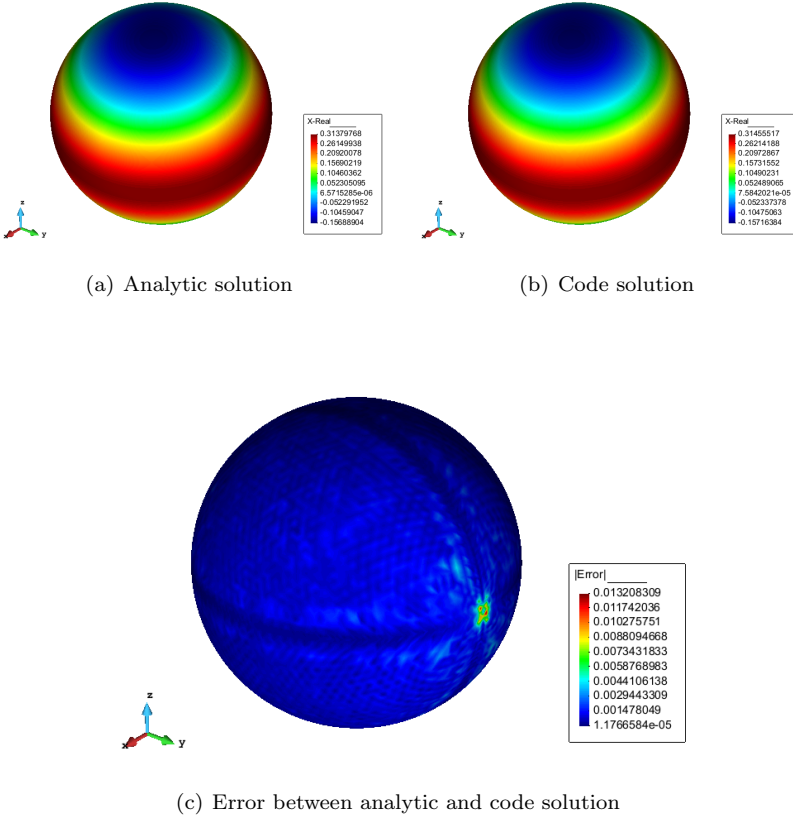 X-Real
0.31379768
0.26149938
0.20920078
0.15690219
0.10460362
0.052305095
6.5715285e-06
-0.052291952
-0.10459047
-0.15688904
z
x
y
X-Real
0.31455517
0.26214188
0.20972867
0.15731552
0.10490231
0.052489065
7.5842021e-05
-0.052337378
-0.10475063
-0.15716384
z
x
y
(a) Analytic solution
(b) Code solution
|Error|
0.013208309
0.011742036
0.010275751
0.0088094668
0.0073431833
0.0058768983
0.0044106138
0.0029443309
0.001478049
1.1766584e-05
z
x
y
(c) Error between analytic and code solution